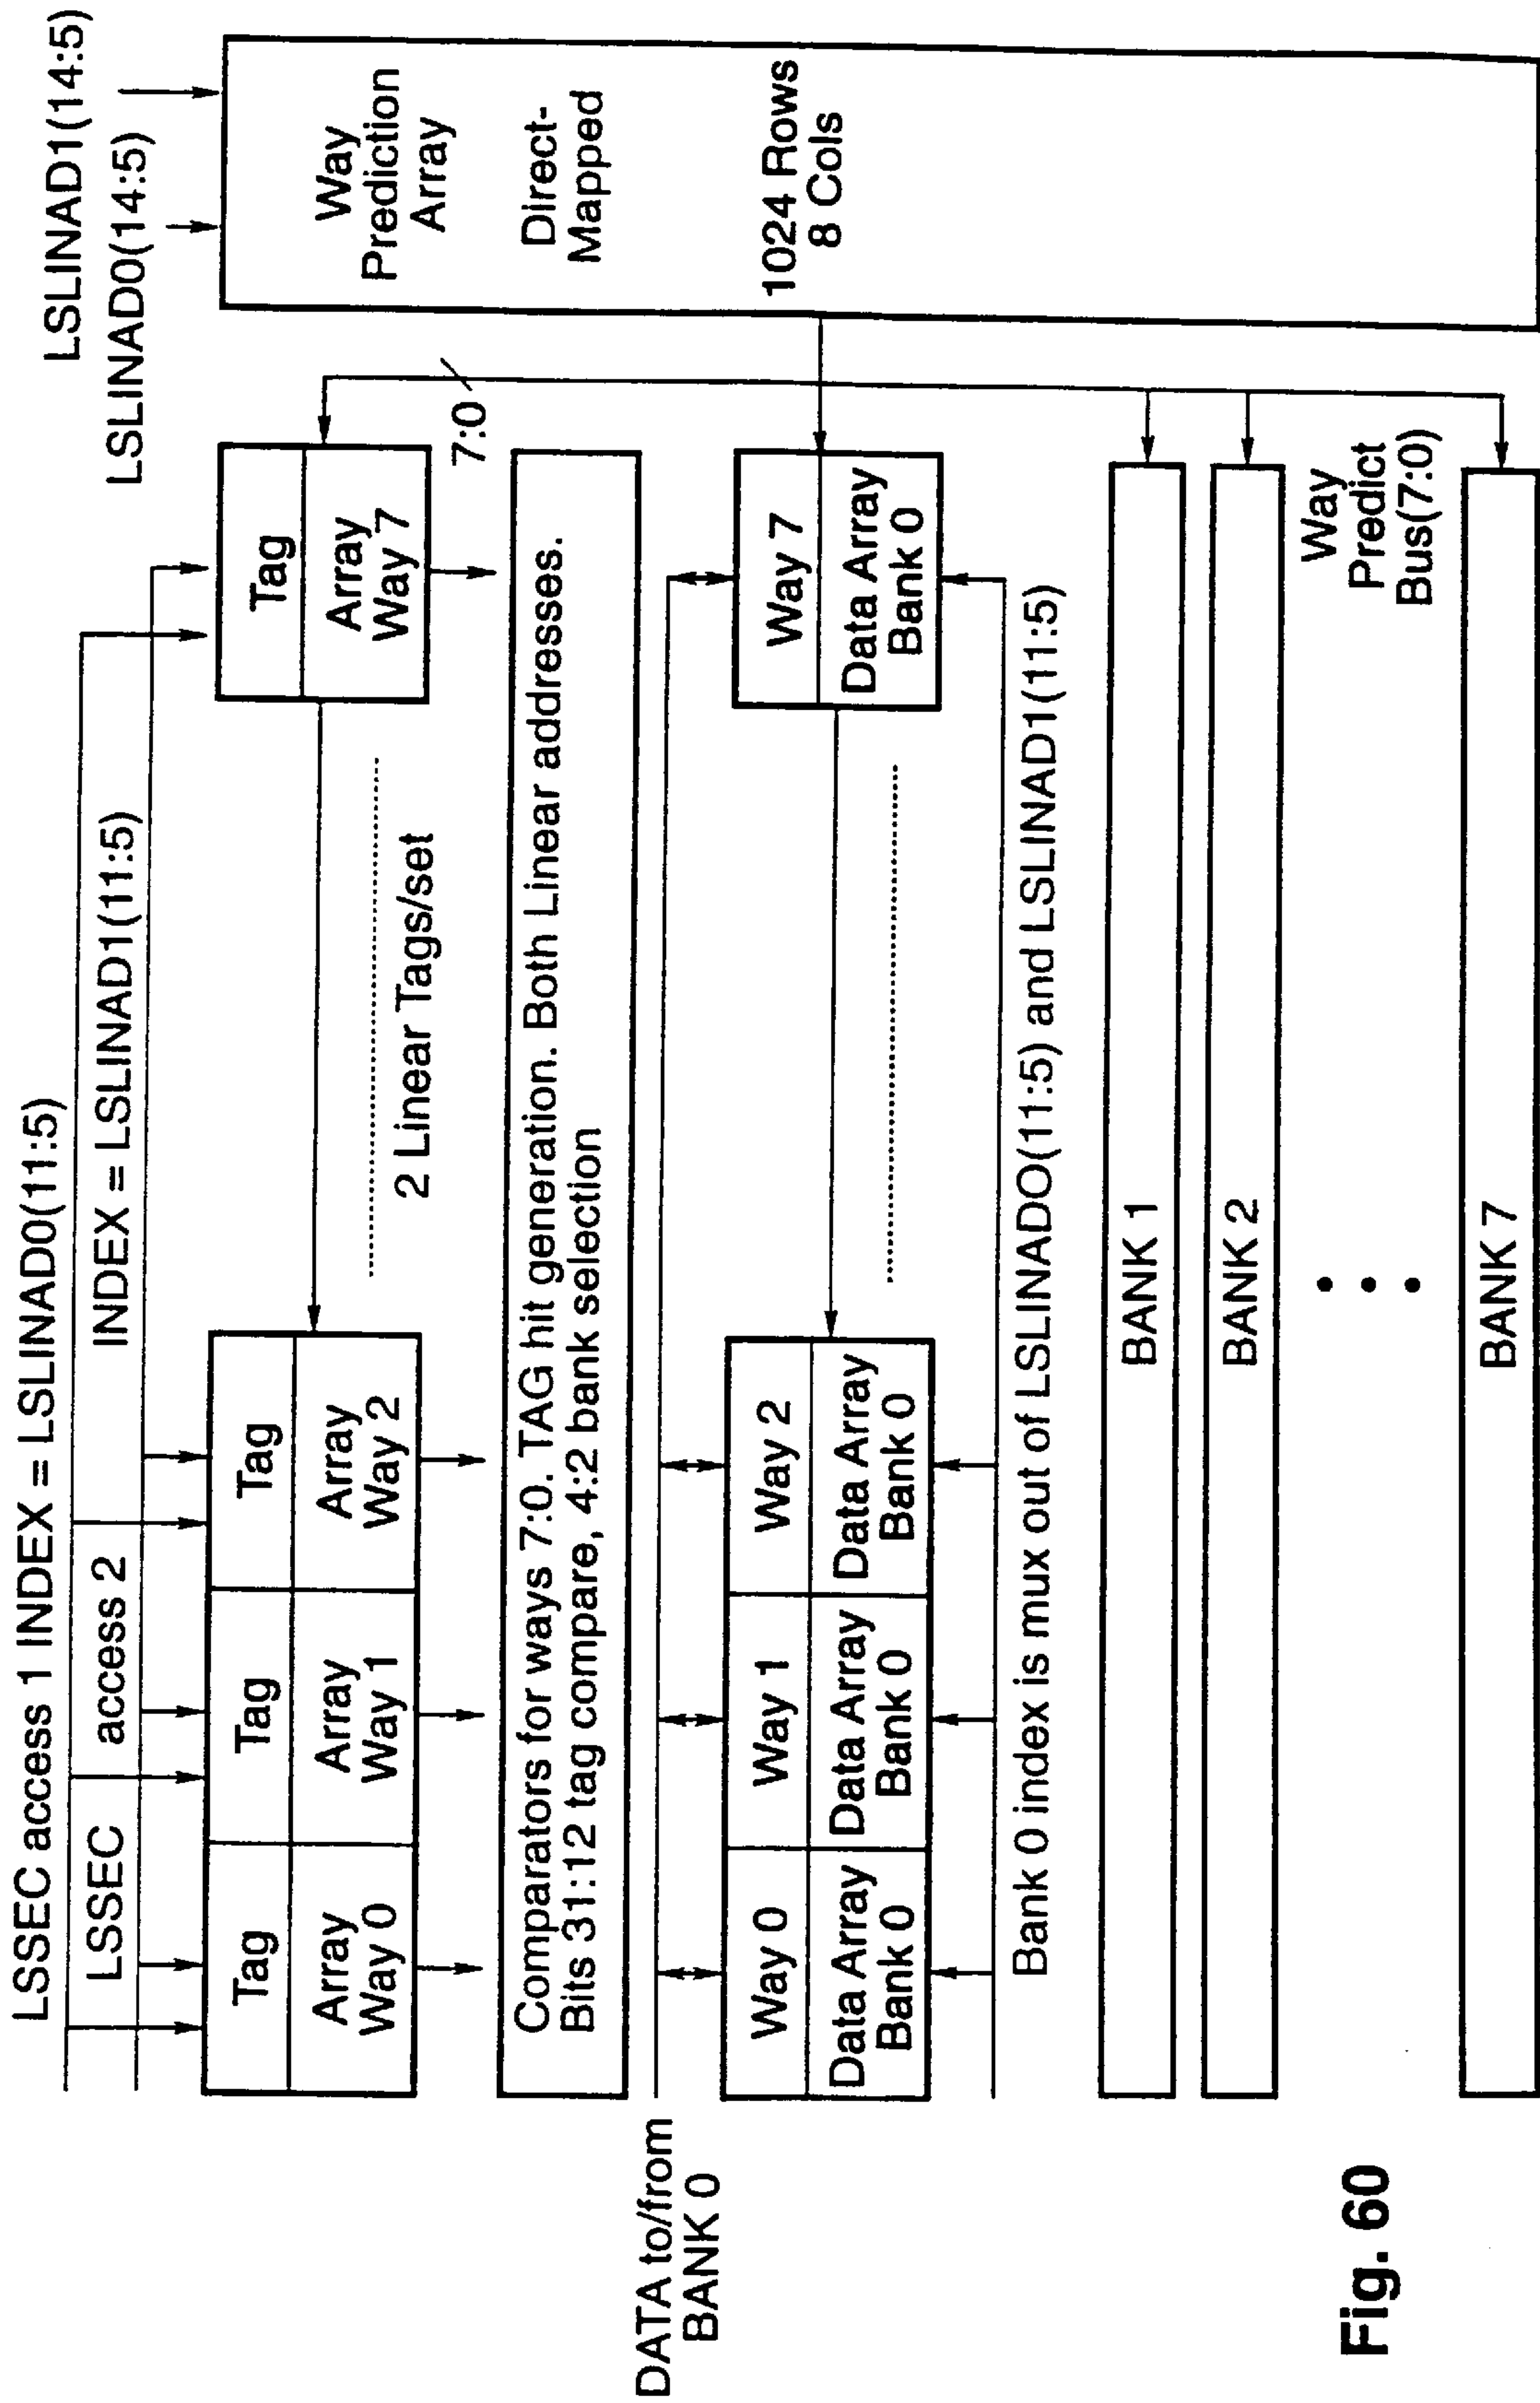 LSSEC access 1 INDEX = LSLINAD0(11:5)
LSSEC
access 2
INDEX = LSLINAD1(11:5)
LSLINAD1(14:5)
LSLINAD0(14:5)
Tag
Array
Way 0
Tag
Array
Way 1
Tag
Array
Way 2
2 Linear Tags/set
Tag
Array
Way 7
7:0
Way
Prediction
Array
Direct-
Mapped
1024 Rows
8 Cols
Comparators for ways 7:0. TAG hit generation. Both Linear addresses.
Bits 31:12 tag compare, 4:2 bank selection
DATA to/from
BANK 0
Way 0
Data Array
Bank 0
Way 1
Data Array
Bank 0
Way 2
Data Array
Bank 0
Way 7
Data Array
Bank 0
Bank 0 index is mux out of LSLINADO(11:5) and LSLINAD1(11:5)
BANK 1
BANK 2
Way
Predict
Bus(7:0)
BANK 7
Fig. 60